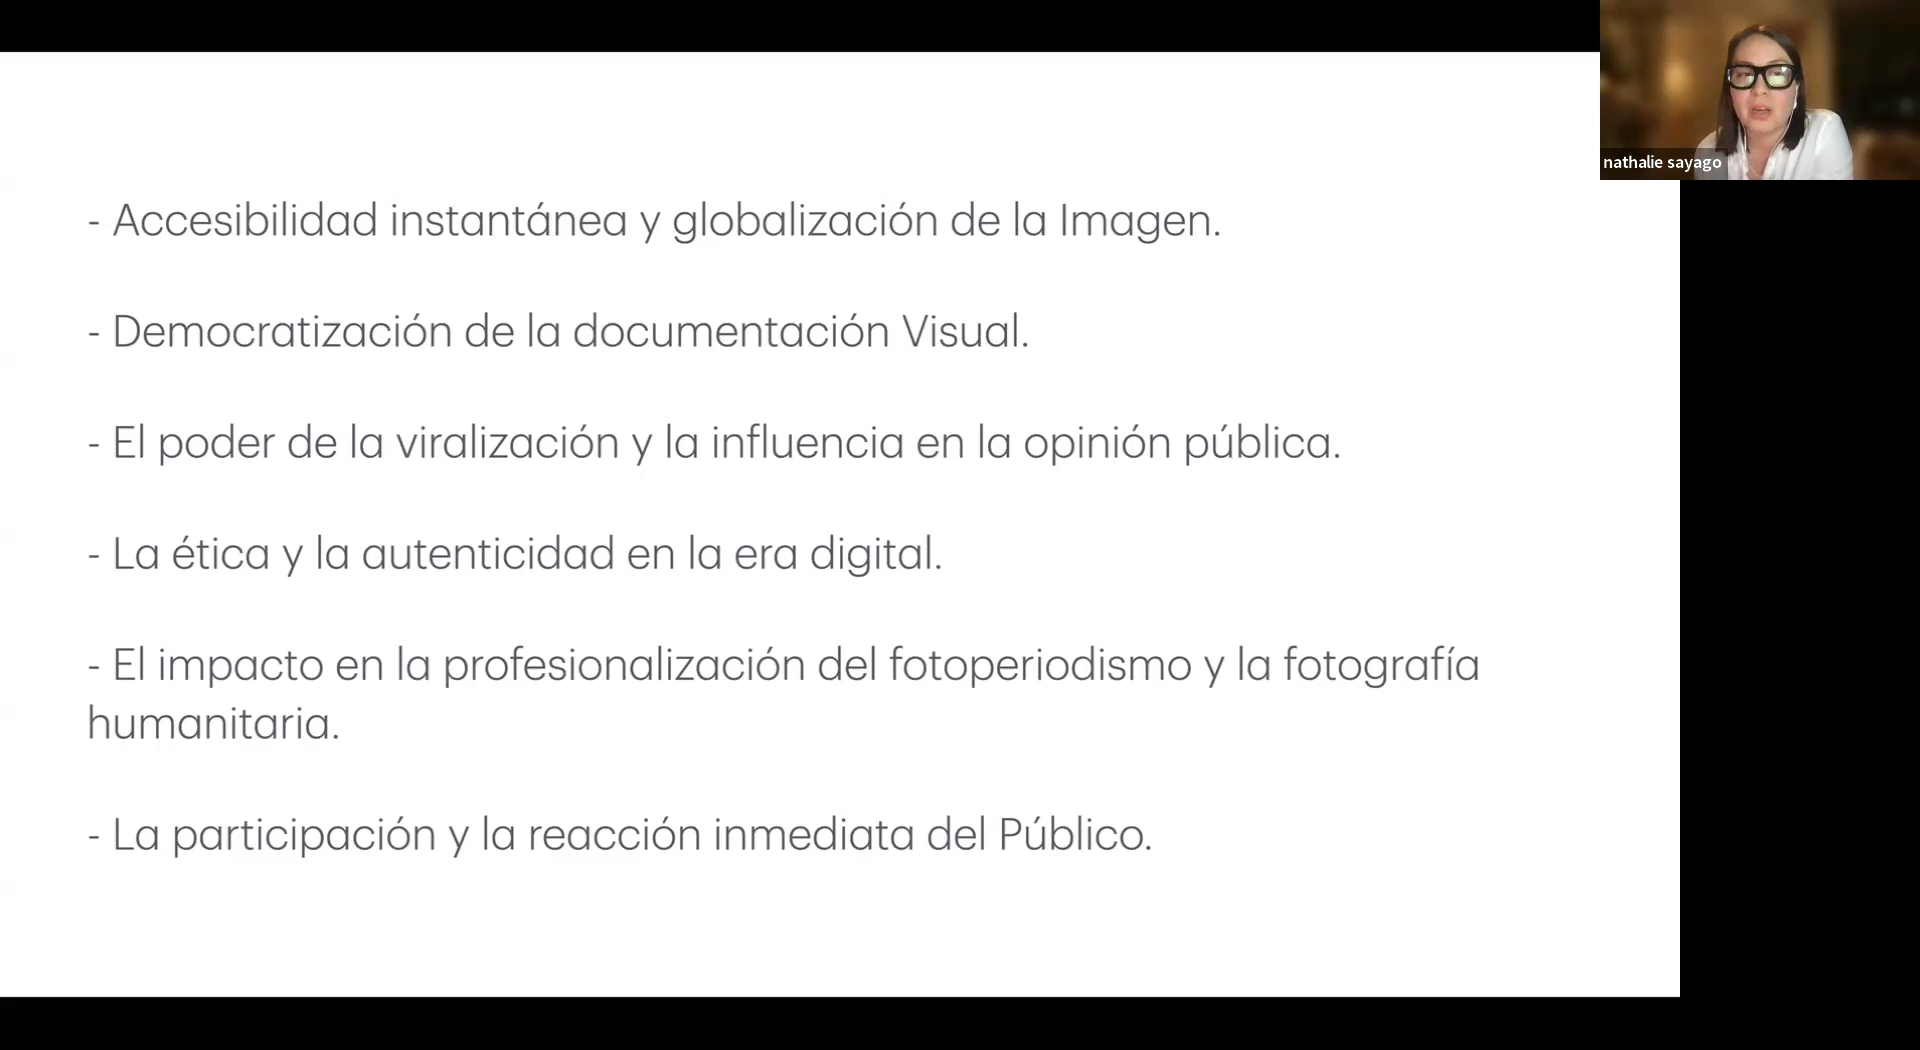 nathalie sayago
- Accesibilidad instantánea y globalización de la Imagen.
- Democratización de la documentación Visual.
- El poder de la viralización y la influencia en la opinión pública.
- La ética y la autenticidad en la era digital.
- El impacto en la profesionalización del fotoperiodismo y la fotografía
humanitaria.
- La participación y la reacción inmediata del Público.